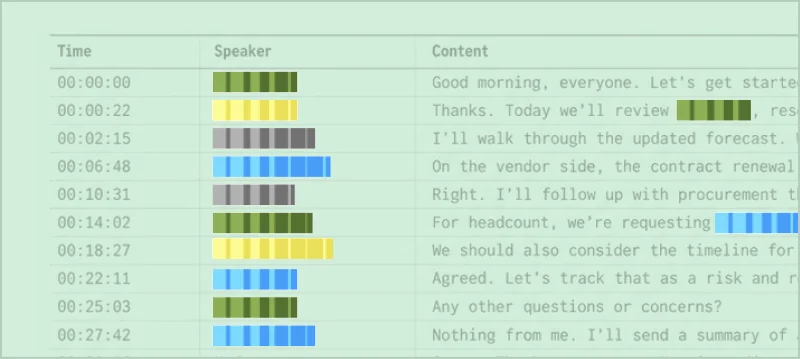 Time Speaker Content
00:00:00 Good morning, everyone. Let's get starte
00:00:22 Thanks. Today we'll review , res
00:02:15 I'll walk through the updated forecast.
00:06:48 On the vendor side, the contract renewal
00:10:31 Right. I'll follow up with procurement t
00:14:02 For headcount, we're requesting
00:18:27 We should also consider the timeline for
00:22:11 Agreed. Let's track that as a risk and r
00:25:03 Any other questions or concerns?
00:27:42 Nothing from me. I'll send a summary of